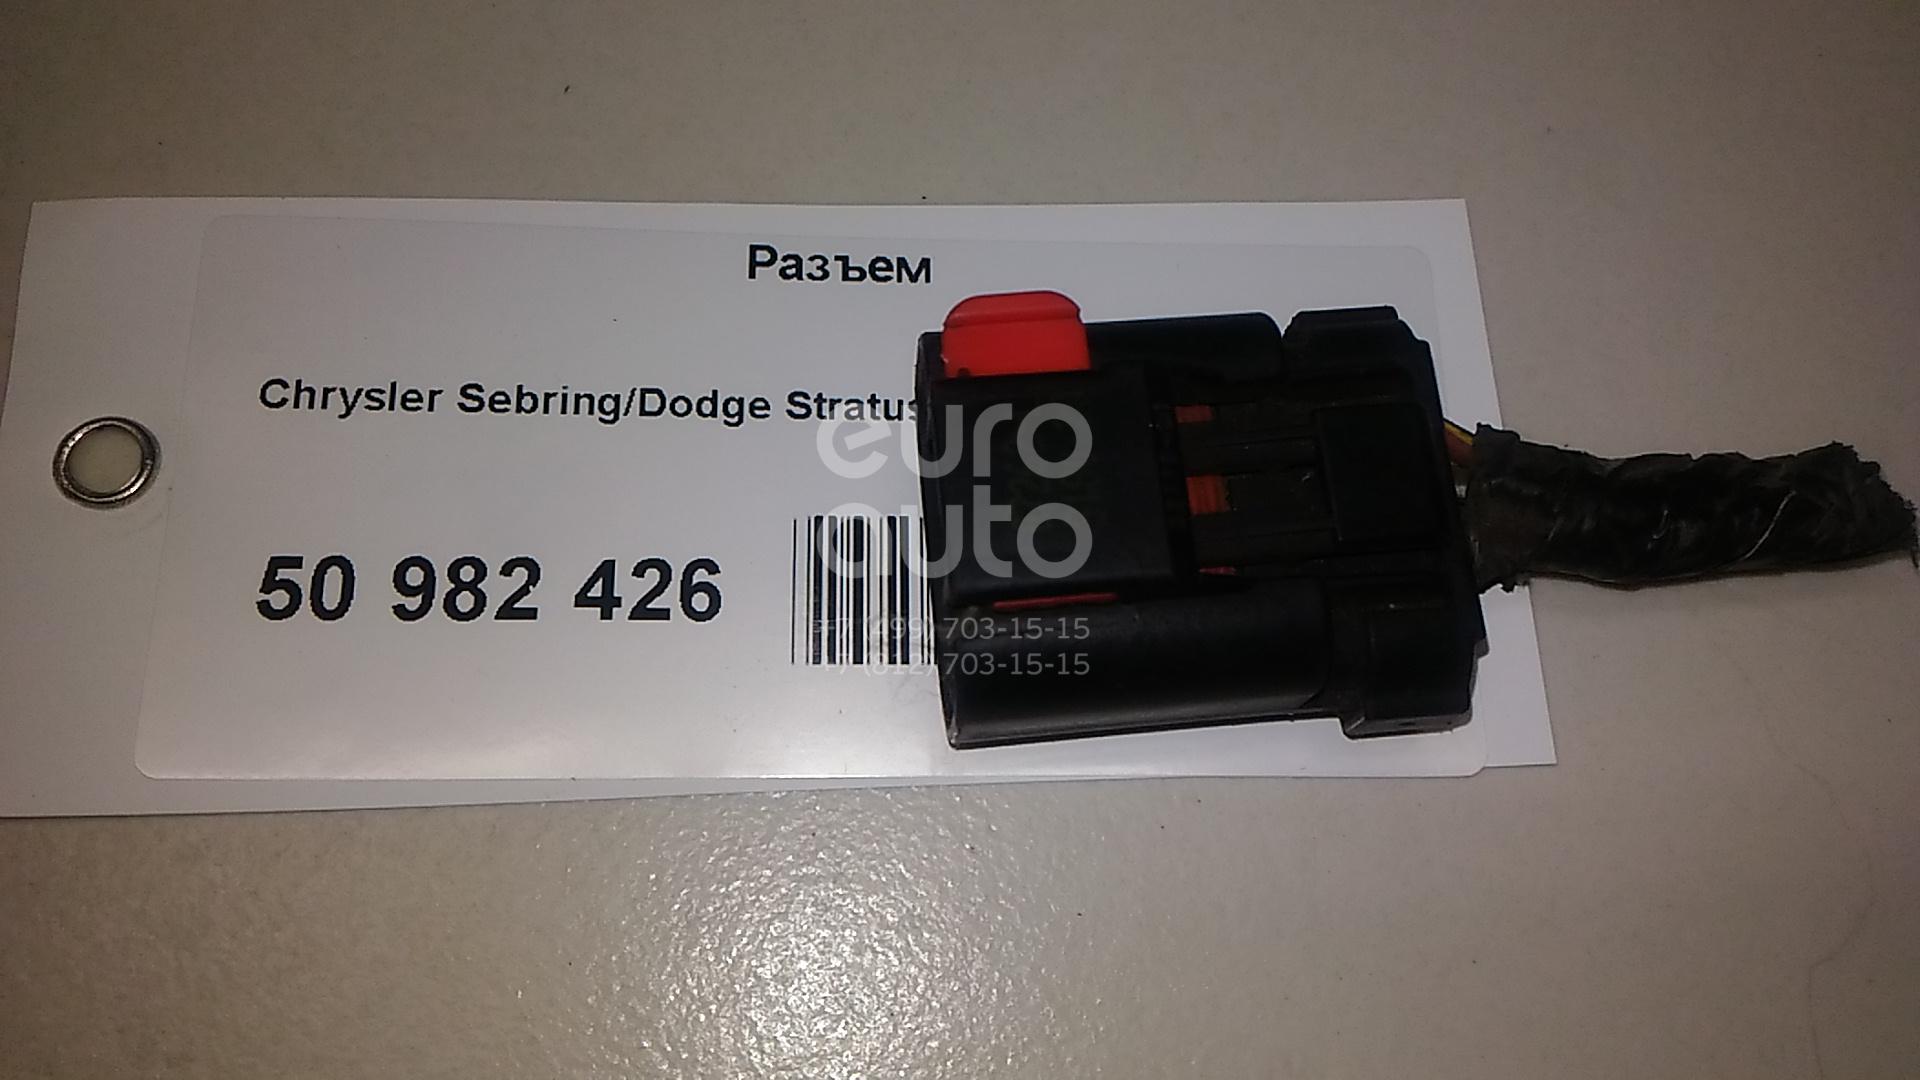 Разъем
Chrysler Sebring/Dodge Stratus
euro
auto
50 982 426
+7 (499) 703-15-15
+7 (812) 703-15-15